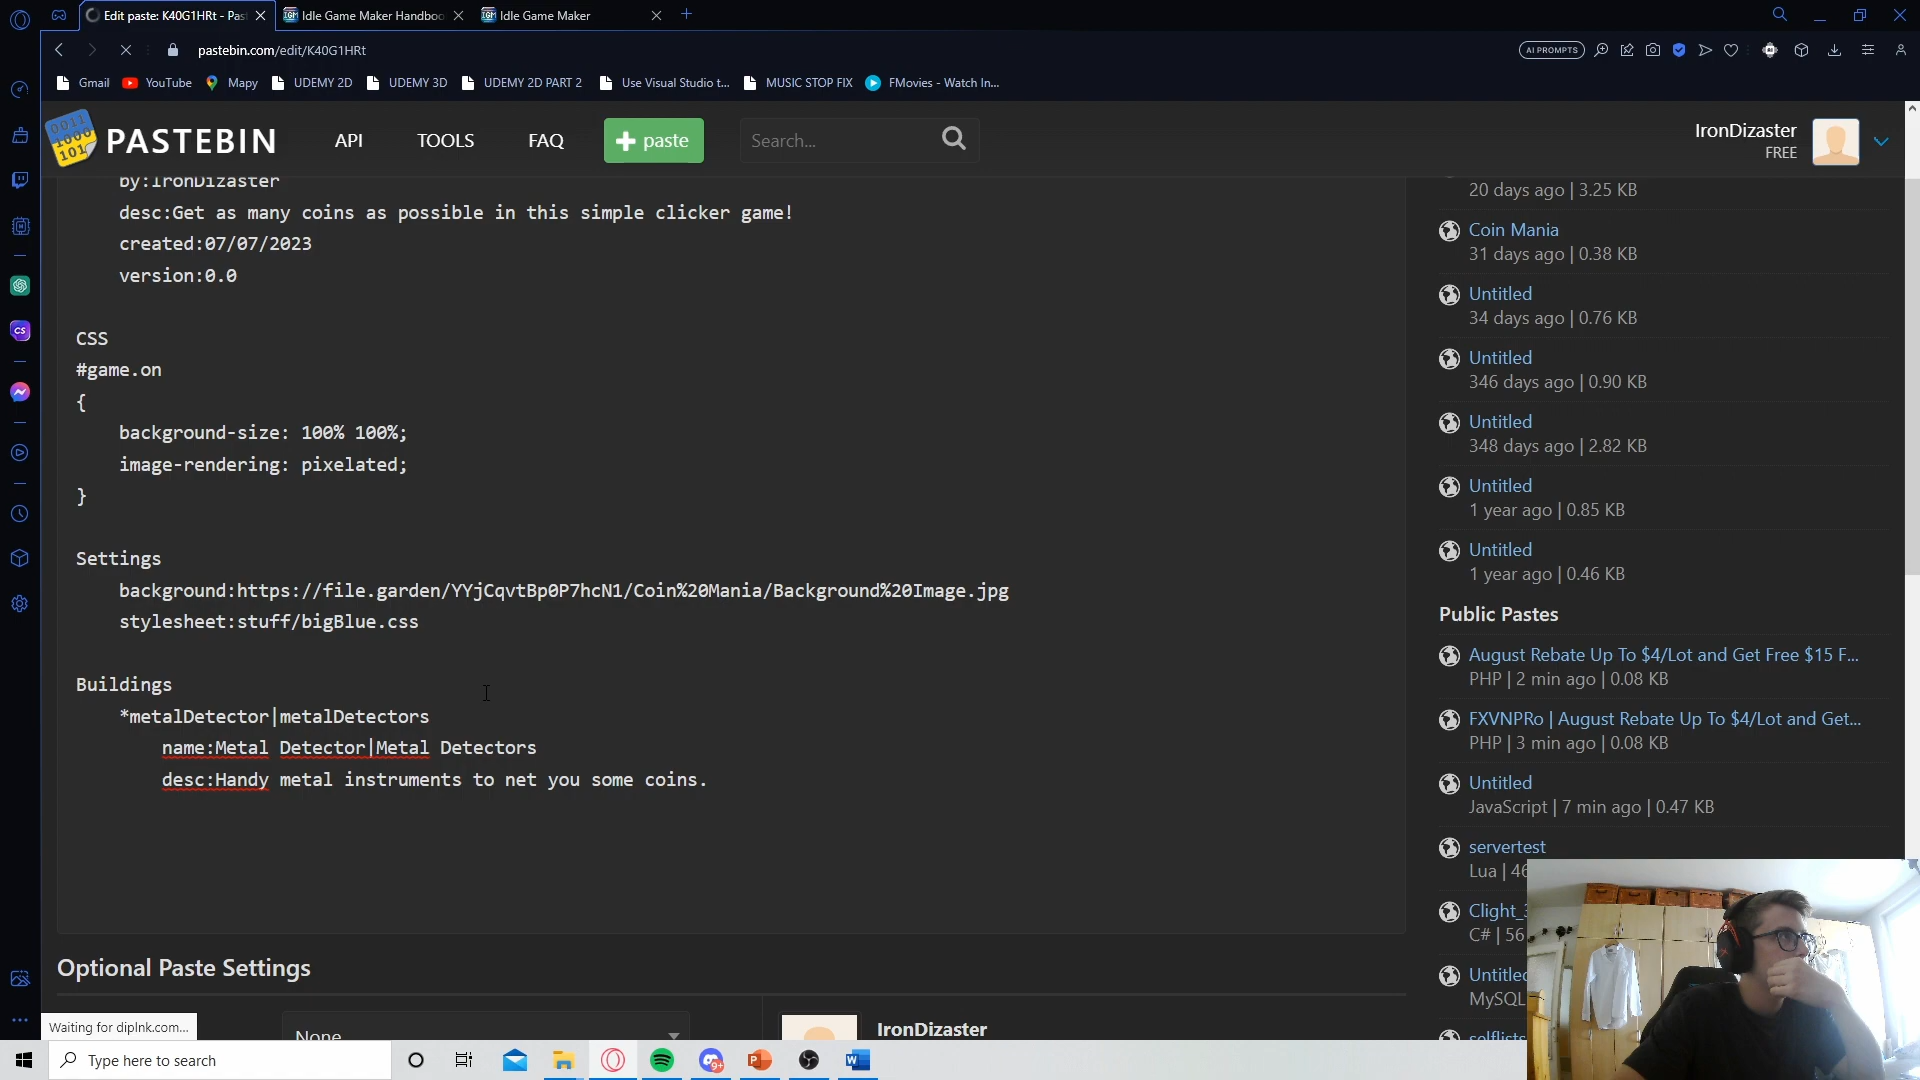 Edit paste: K40G1HRt - Pas
Idle Game Maker Handboo
Idle Game Maker
pastebin.com/edit/K40G1HRt
AI PROMPTS
Gmail
YouTube
Mapy
UDEMY 2D
UDEMY 3D
UDEMY 2D PART 2
Use Visual Studio t...
MUSIC STOP FIX
FMovies - Watch In...
PASTEBIN
API
TOOLS
FAQ
paste
Search...
IronDizaster
FREE
by:IronDizaster
desc:Get as many coins as possible in this simple clicker game!
created:07/07/2023
version:0.0
CSS
#game.on
{
background-size: 100% 100%;
image-rendering: pixelated;
}
Settings
background:https://file.garden/YYjCqvtBp0P7hcN1/Coin%20Mania/Background%20Image.jpg
stylesheet:stuff/bigBlue.css
Buildings
*metalDetector|metalDetectors
name:Metal Detector|Metal Detectors
desc:Handy metal instruments to net you some coins.
20 days ago | 3.25 KB
Coin Mania
31 days ago | 0.38 KB
Untitled
34 days ago | 0.76 KB
Untitled
346 days ago | 0.90 KB
Untitled
348 days ago | 2.82 KB
Untitled
1 year ago | 0.85 KB
Untitled
1 year ago | 0.46 KB
Public Pastes
August Rebate Up To $4/Lot and Get Free $15 F...
PHP | 2 min ago | 0.08 KB
FXVNPRo | August Rebate Up To $4/Lot and Get...
PHP | 3 min ago | 0.08 KB
Untitled
JavaScript | 7 min ago | 0.47 KB
servertest
Lua | 46
Clight_
C# | 56
Untitled
MySQL
selflists
Optional Paste Settings
None
IronDizaster
Waiting for diplnk.com...
Type here to search